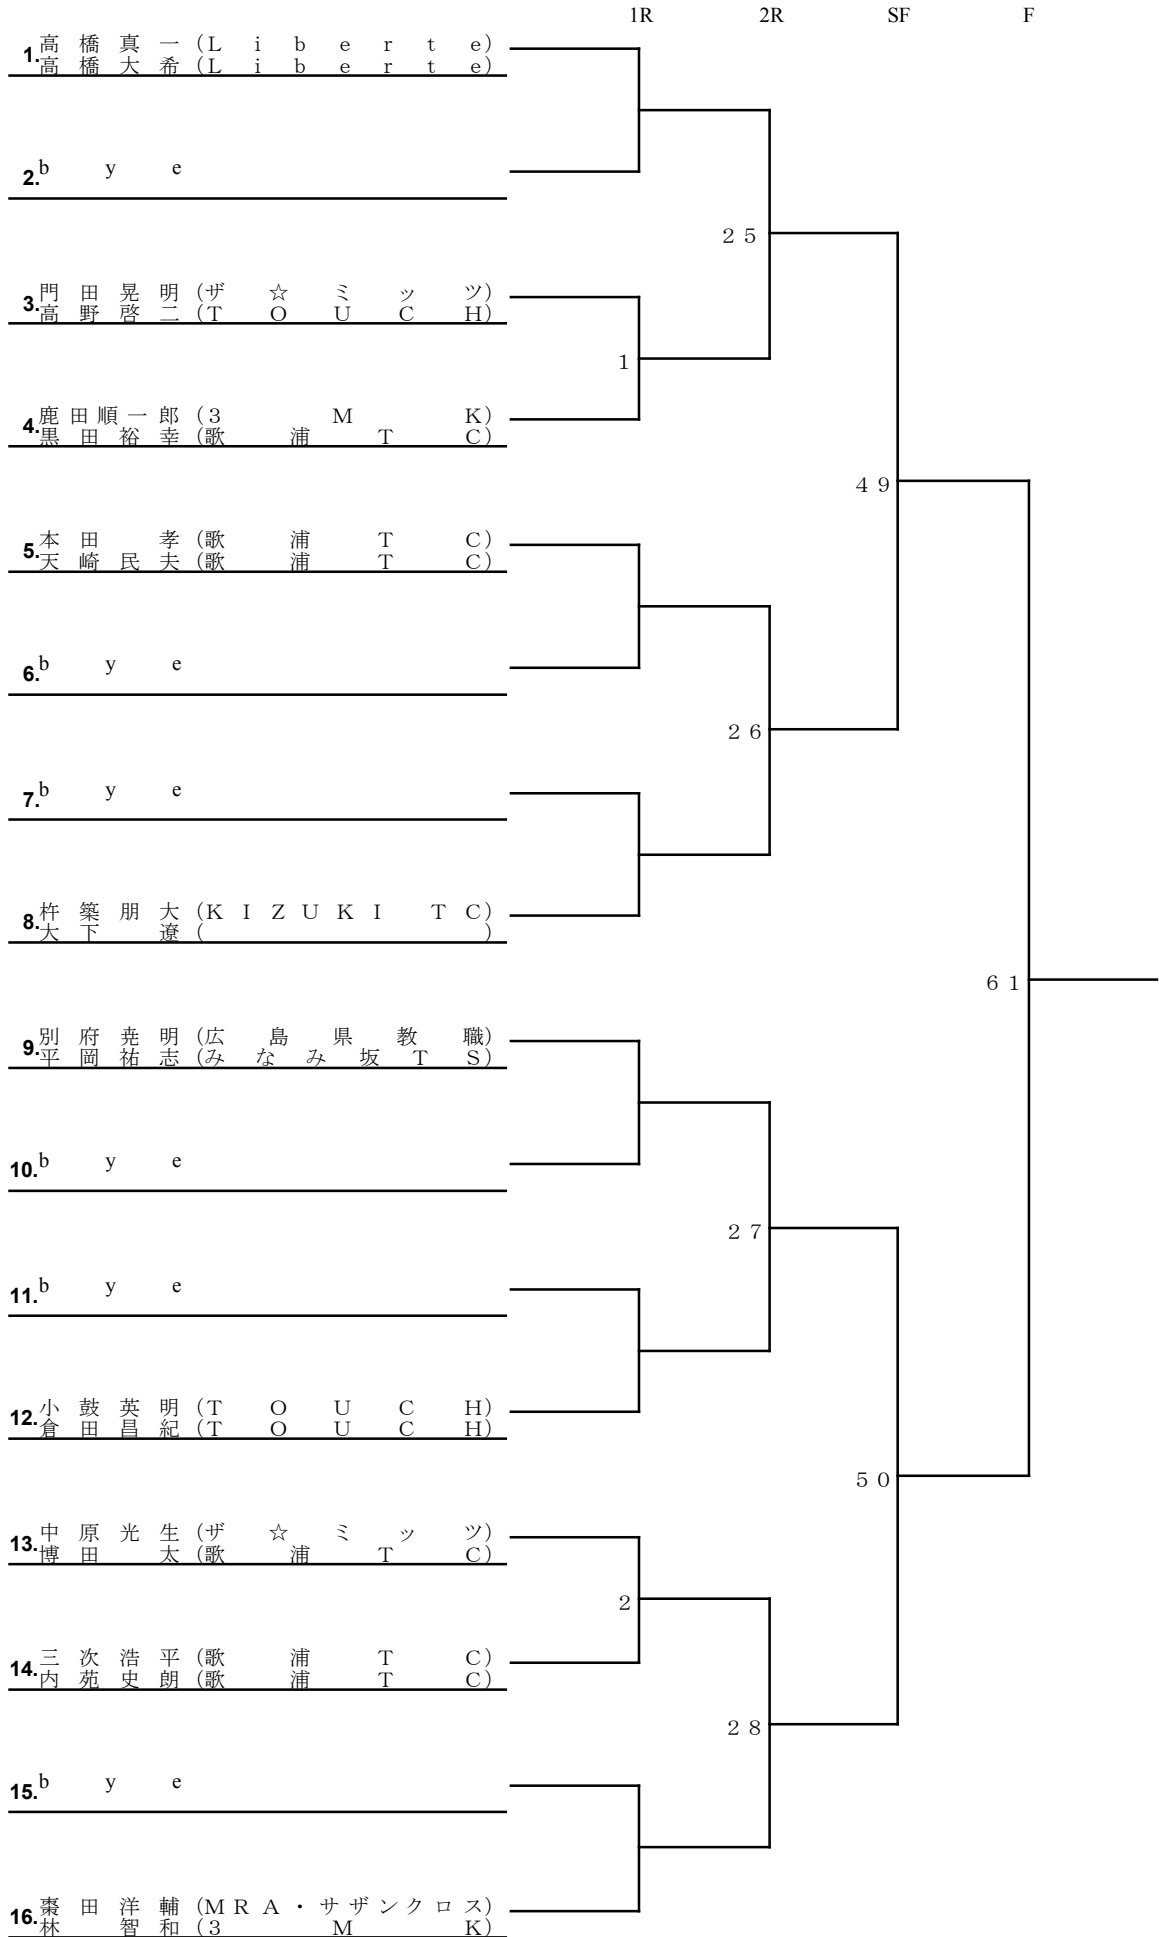 1R 2R SF F
1. 高橋真一(Liberte)
高橋大希(Liberte)
2. bye
25
3. 門田晃明(ザ☆ミッツ)
高野啓二(TOUCH)
1
4. 鹿田順一郎(3MK)
黒田裕幸(歌浦TC)
49
5. 本田孝(歌浦TC)
天崎民夫(歌浦TC)
6. bye
26
7. bye
8. 杵築朋大(KIZUKI TC)
大下遼( )
61
9. 別府尭明(広島県教職)
平岡祐志(みなみ坂TS)
10. bye
27
11. bye
12. 小鼓英明(TOUCH)
倉田昌紀(TOUCH)
50
13. 中原光生(ザ☆ミッツ)
博田太(歌浦TC)
2
14. 三次浩平(歌浦TC)
内苑史朗(歌浦TC)
28
15. bye
16. 棗田洋輔(MRA・サザンクロス)
林智和(3MK)